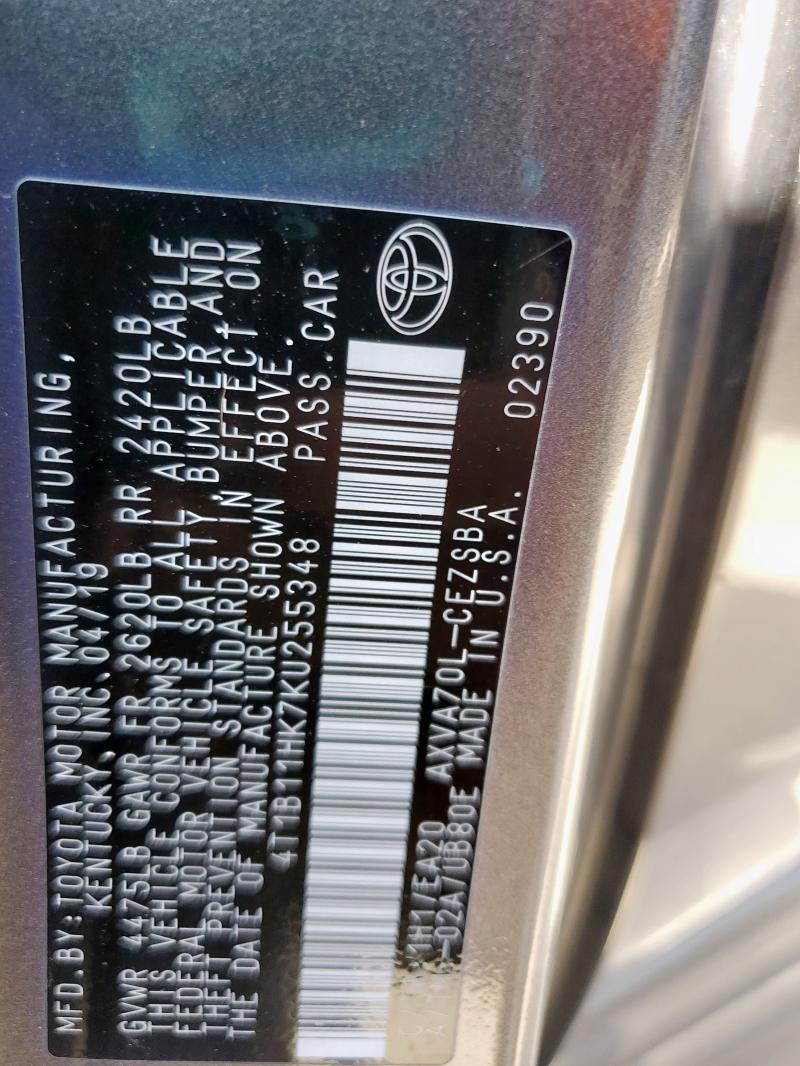 MFD.BY:TOYOTA MOTOR MANUFACTURING,
KENTUCKY, INC.04/19
GVWR 4475LB GAWR FR 2620LB RR 2420LB
THIS VEHICLE CONFORMS TO ALL APPLICABLE
FEDERAL MOTOR VEHICLE SAFETY, BUMPER, AND
THEFT PREVENTION STANDARDS IN EFFECT ON
THE DATE OF MANUFACTURE SHOWN ABOVE.
4T1B11HK7KU255348 PASS.CAR
1H1/EA20 AXVA70L-CEZSBA
02A/UB80E MADE IN U.S.A. 02390